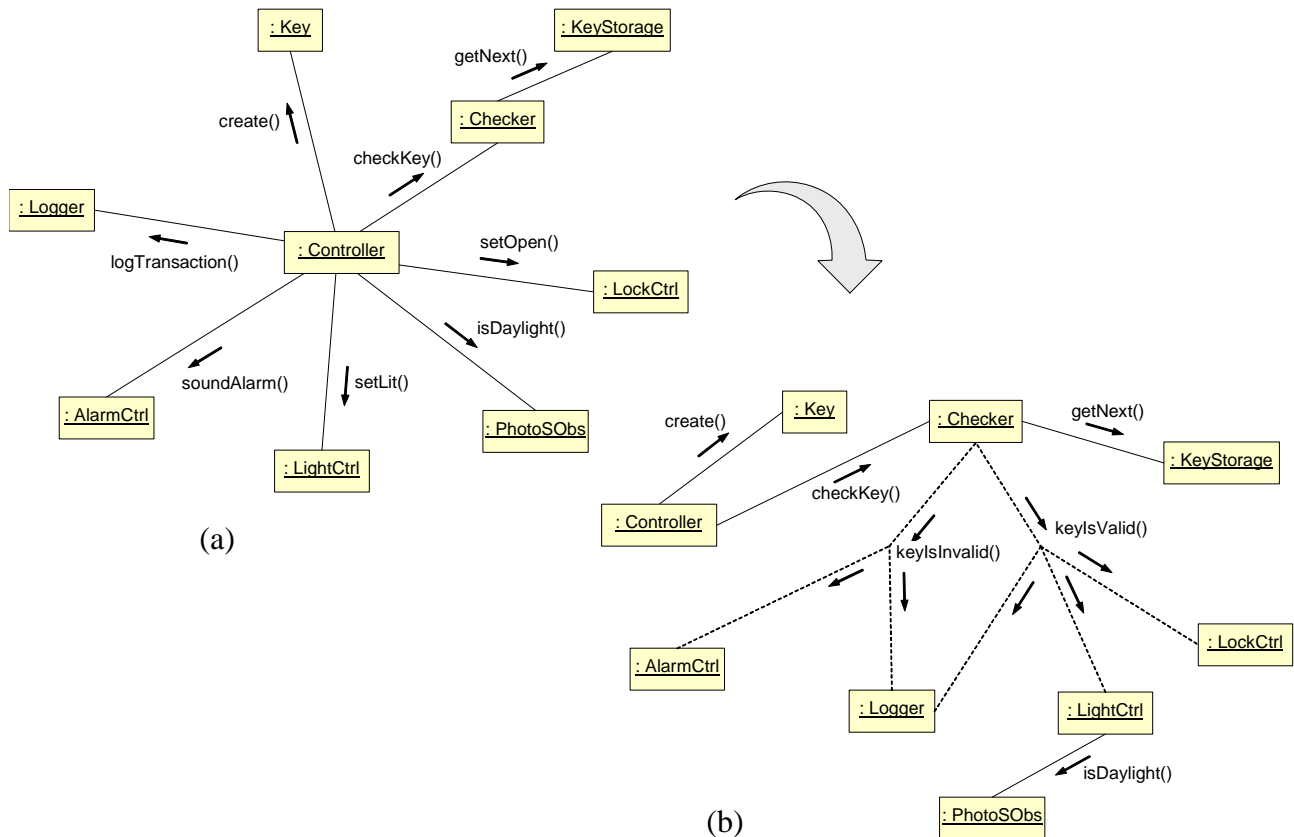 : Key
: KeyStorage
getNext()
: Checker
create()
checkKey()
: Logger
logTransaction()
: Controller
setOpen()
: LockCtrl
isDaylight()
soundAlarm()
setLit()
: AlarmCtrl
: PhotoSObs
: LightCtrl
(a)
: Key
: Checker
getNext()
create()
: KeyStorage
checkKey()
: Controller
keyIsInvalid()
keyIsValid()
: AlarmCtrl
: LockCtrl
: Logger
: LightCtrl
isDaylight()
: PhotoSObs
(b)